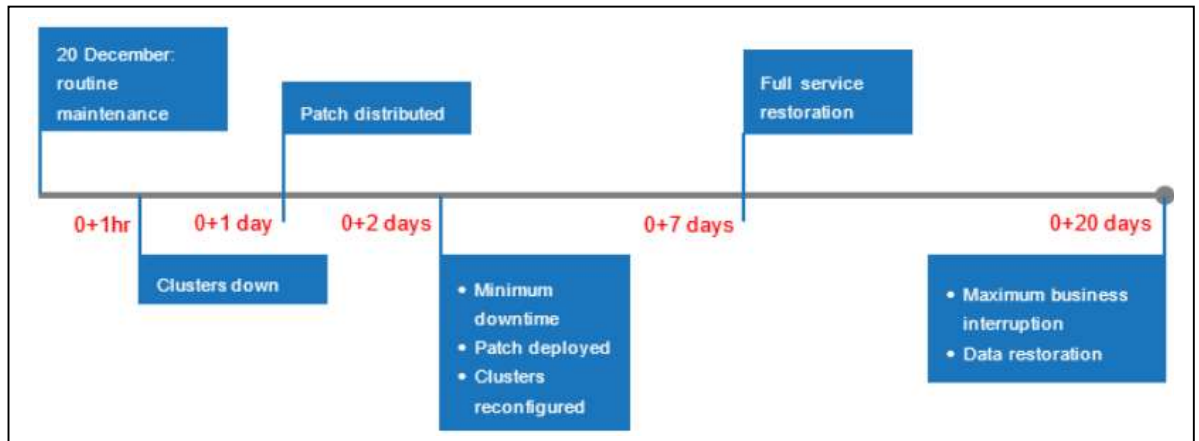 20 December:
routine
maintenance
Patch distributed
Full service
restoration
0+1hr
0+1 day
0+2 days
0+7 days
0+20 days
Clusters down
• Minimum
downtime
• Patch deployed
• Clusters
reconfigured
• Maximum business
interruption
• Data restoration